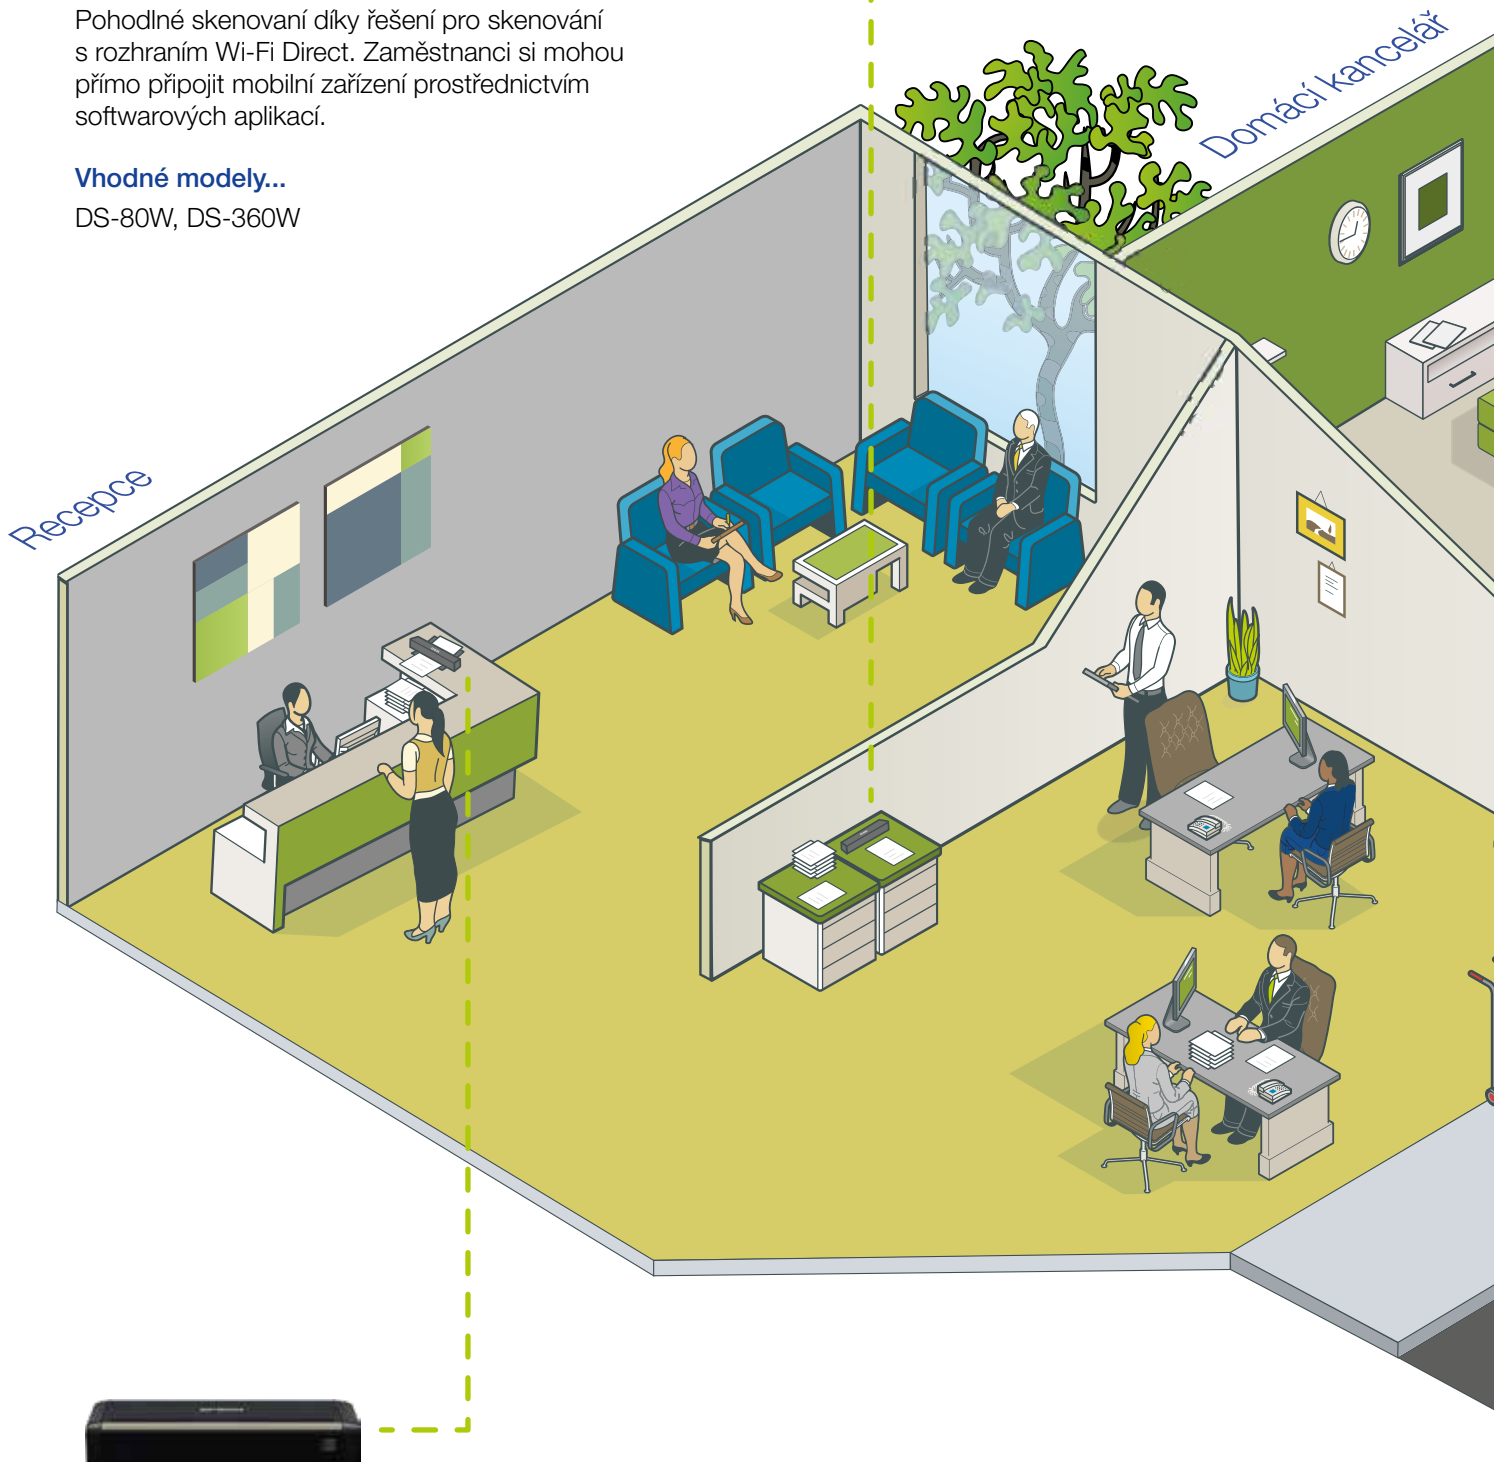 Pohodlné skenovaní díky řešení pro skenování
s rozhraním Wi-Fi Direct. Zaměstnanci si mohou
přímo připojit mobilní zařízení prostřednictvím
softwarových aplikací.
Vhodné modely...
DS-80W, DS-360W
Domácí kancelář
Recepce